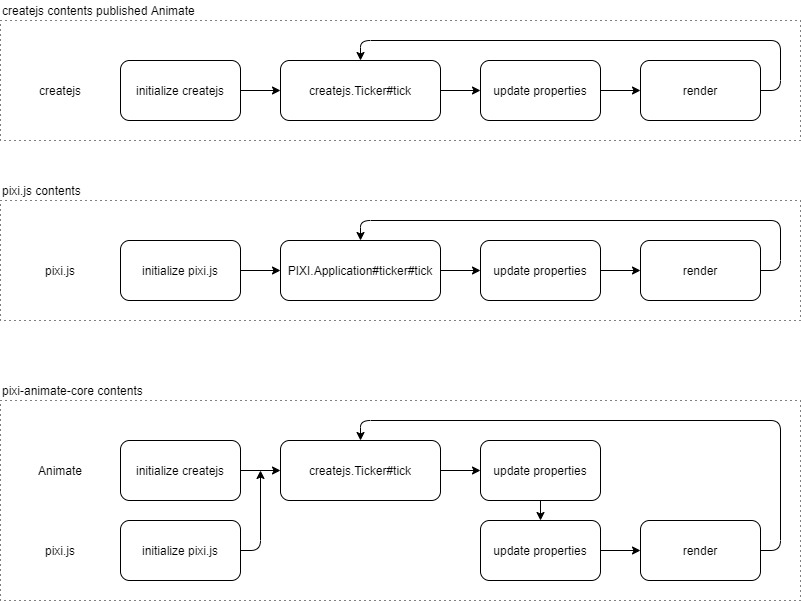 createjs contents published Animate
createjs
initialize createjs
createjs.Ticker#tick
update properties
render
pixi.js contents
pixi.js
initialize pixi.js
PIXI.Application#ticker#tick
update properties
render
pixi-animate-core contents
Animate
initialize createjs
createjs.Ticker#tick
update properties
pixi.js
initialize pixi.js
update properties
render